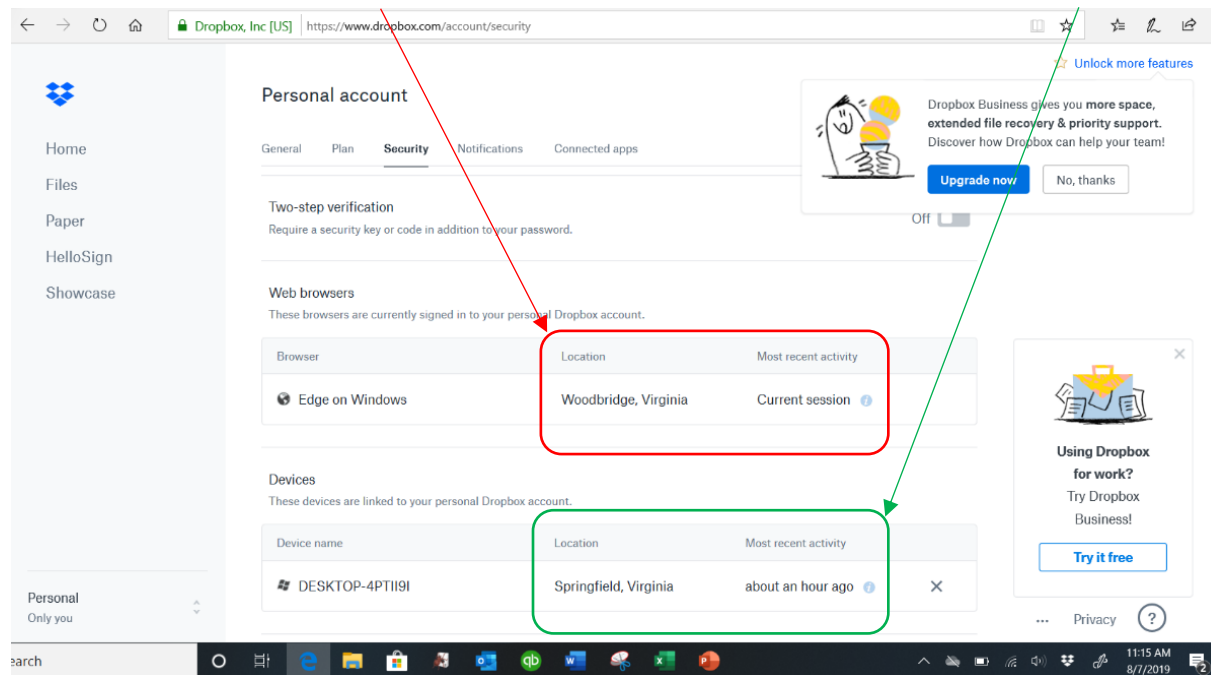 Dropbox, Inc [US] https://www.dropbox.com/account/security
Unlock more features
Personal account
Dropbox Business gives you more space,
extended file recovery & priority support.
Discover how Dropbox can help your team!
Upgrade now No, thanks
Home
Files
Paper
HelloSign
Showcase
General Plan Security Notifications Connected apps
Two-step verification
Require a security key or code in addition to your password.
Off
Web browsers
These browsers are currently signed in to your personal Dropbox account.
Browser Location Most recent activity
Edge on Windows Woodbridge, Virginia Current session
Devices
These devices are linked to your personal Dropbox account.
Device name Location Most recent activity
DESKTOP-4PTII9I Springfield, Virginia about an hour ago
Using Dropbox
for work?
Try Dropbox
Business!
Try it free
Personal
Only you
... Privacy ?
earch
qb
11:15 AM
8/7/2019
2